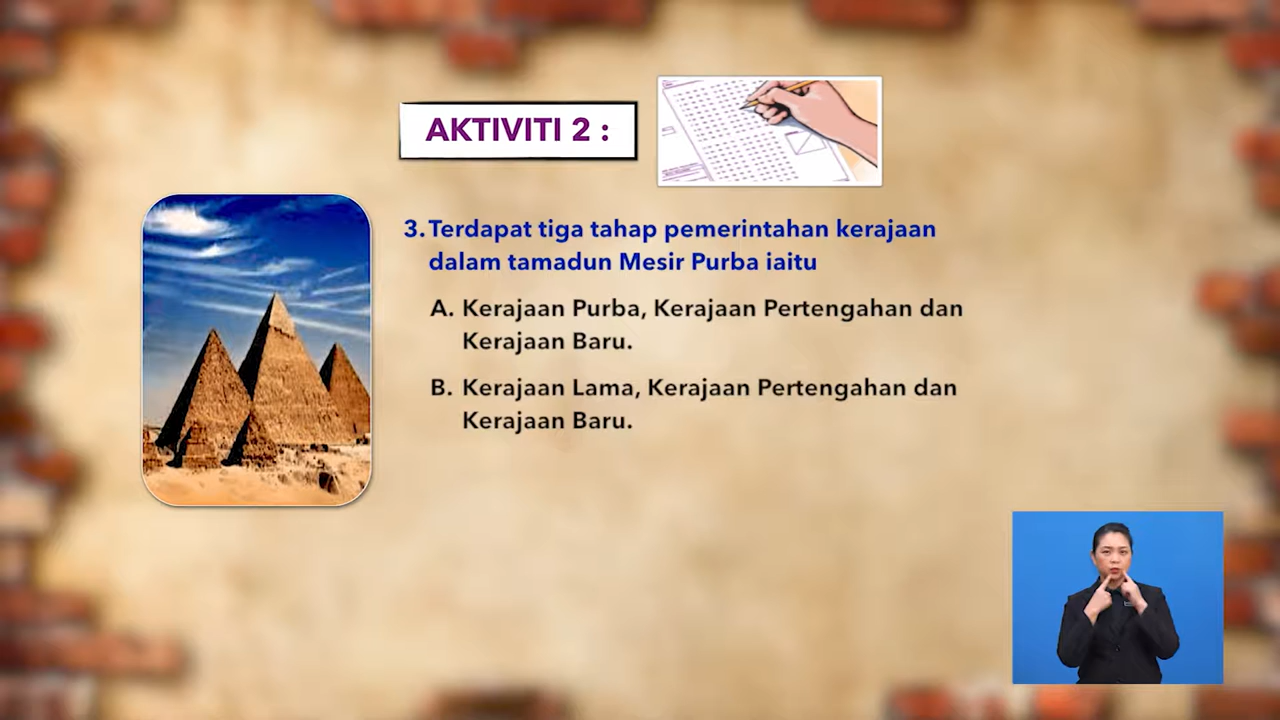 AKTIVITI 2 :
3. Terdapat tiga tahap pemerintahan kerajaan
dalam tamadun Mesir Purba iaitu
A. Kerajaan Purba, Kerajaan Pertengahan dan
Kerajaan Baru.
B. Kerajaan Lama, Kerajaan Pertengahan dan
Kerajaan Baru.